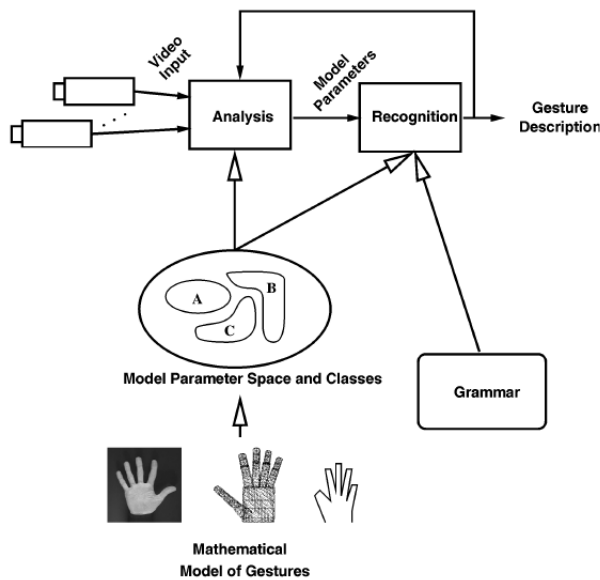 Video
Input
Analysis
Model
Parameters
Recognition
Gesture
Description
A
B
C
Model Parameter Space and Classes
Grammar
Mathematical
Model of Gestures